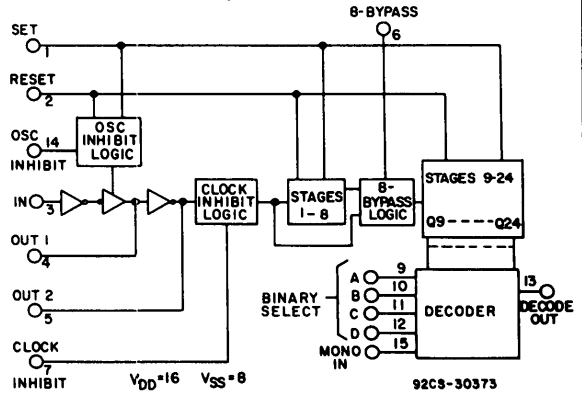 SET
1
8-BYPASS
6
RESET
2
OSC
INHIBIT
14
OSC
INHIBIT
LOGIC
IN
3
CLOCK
INHIBIT
LOGIC
STAGES
1-8
8-
BYPASS
LOGIC
STAGES 9-24
Q9 ---- Q24
OUT 1
4
OUT 2
5
CLOCK
7
INHIBIT
VDD=16
VSS=8
BINARY
SELECT
A
9
B
10
C
11
D
12
MONO
IN
15
DECODER
13
DECODE
OUT
92CS-30373